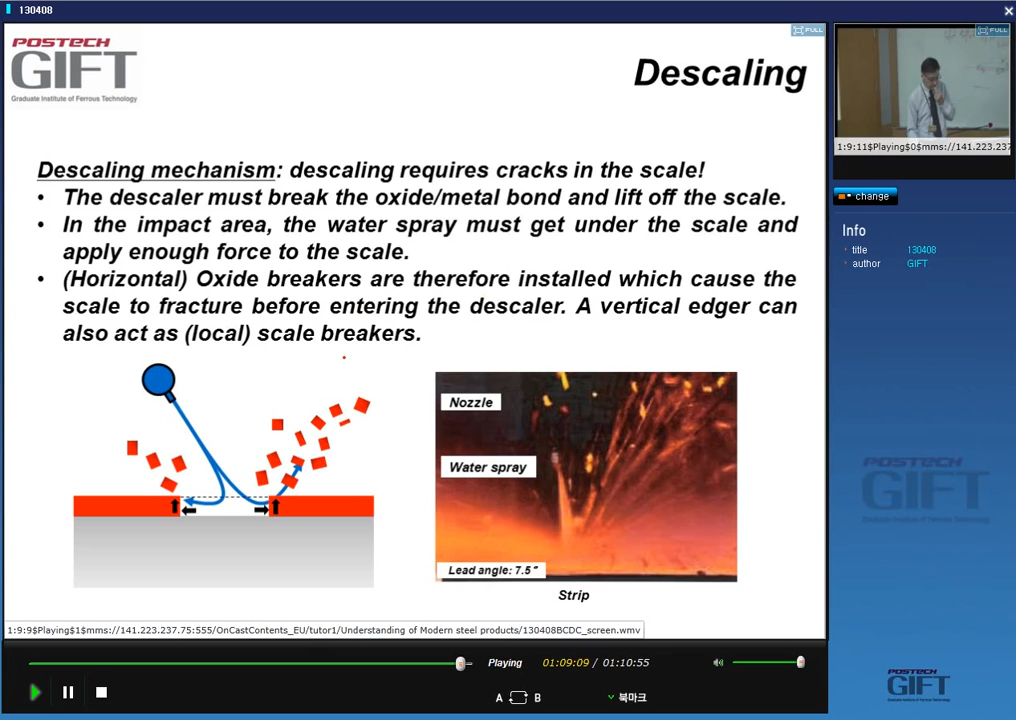 130408
POSTECH
GIFT
Graduate Institute of Ferrous Technology
FULL
Descaling
Descaling mechanism: descaling requires cracks in the scale!
• The descaler must break the oxide/metal bond and lift off the scale.
• In the impact area, the water spray must get under the scale and
apply enough force to the scale.
• (Horizontal) Oxide breakers are therefore installed which cause the
scale to fracture before entering the descaler. A vertical edger can
also act as (local) scale breakers.
Nozzle
Water spray
Lead angle: 7.5°
Strip
1:9:9$Playing$1$mms://141.223.237.75:555/OnCastContents_EU/tutor1/Understanding of Modern steel products/130408BCDC_screen.wmv
Playing
01:09:09 / 01:10:55
A
B
북마크
FULL
1:9:11$Playing$0$mms://141.223.237
change
Info
title
130408
author
GIFT
POSTECH
GIFT
Graduate Institute of Ferrous Technology
POSTECH
GIFT